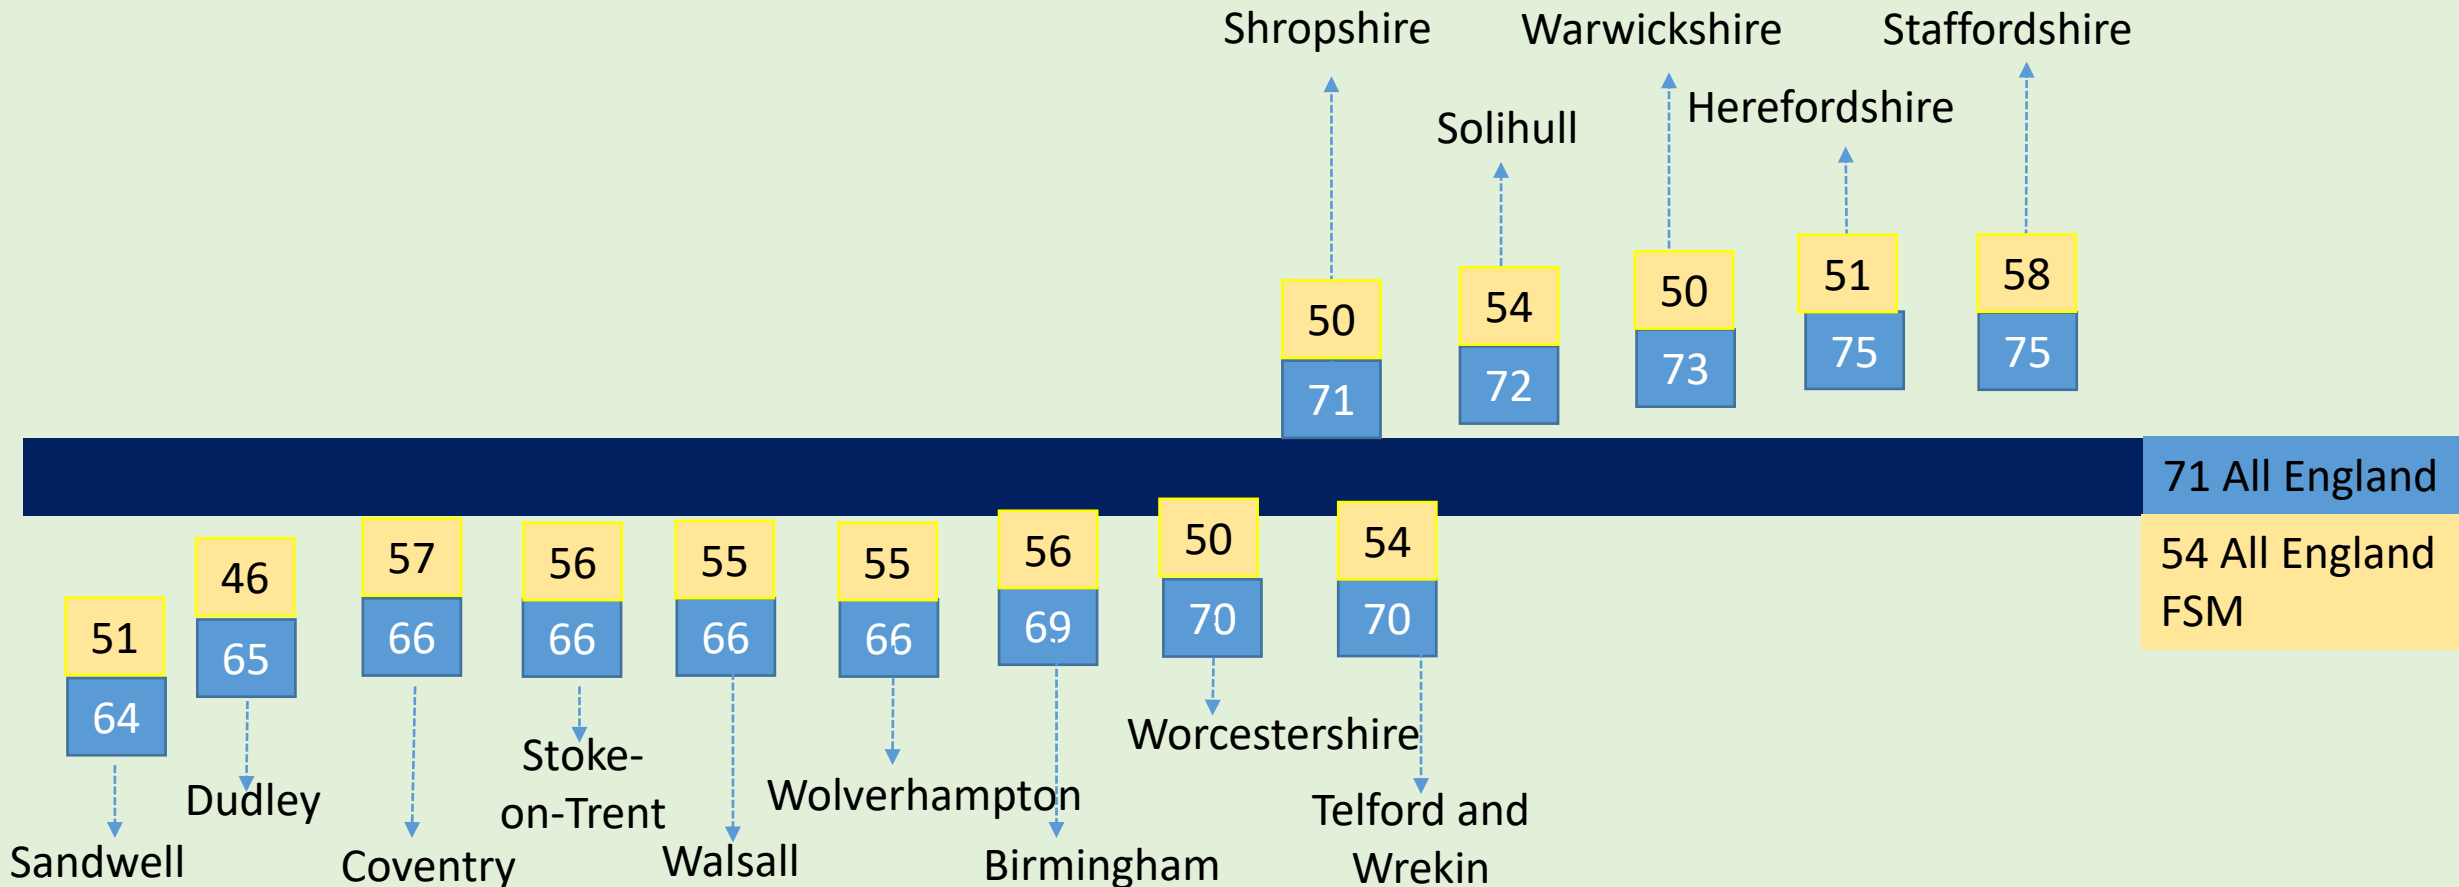 Shropshire
Warwickshire
Staffordshire
Solihull
Herefordshire
50
71
54
72
50
73
51
75
58
75
71 All England
54 All England
FSM
51
64
46
65
57
66
56
66
55
66
55
66
56
69
50
70
54
70
Sandwell
Dudley
Coventry
Stoke-
on-Trent
Walsall
Wolverhampton
Birmingham
Worcestershire
Telford and
Wrekin